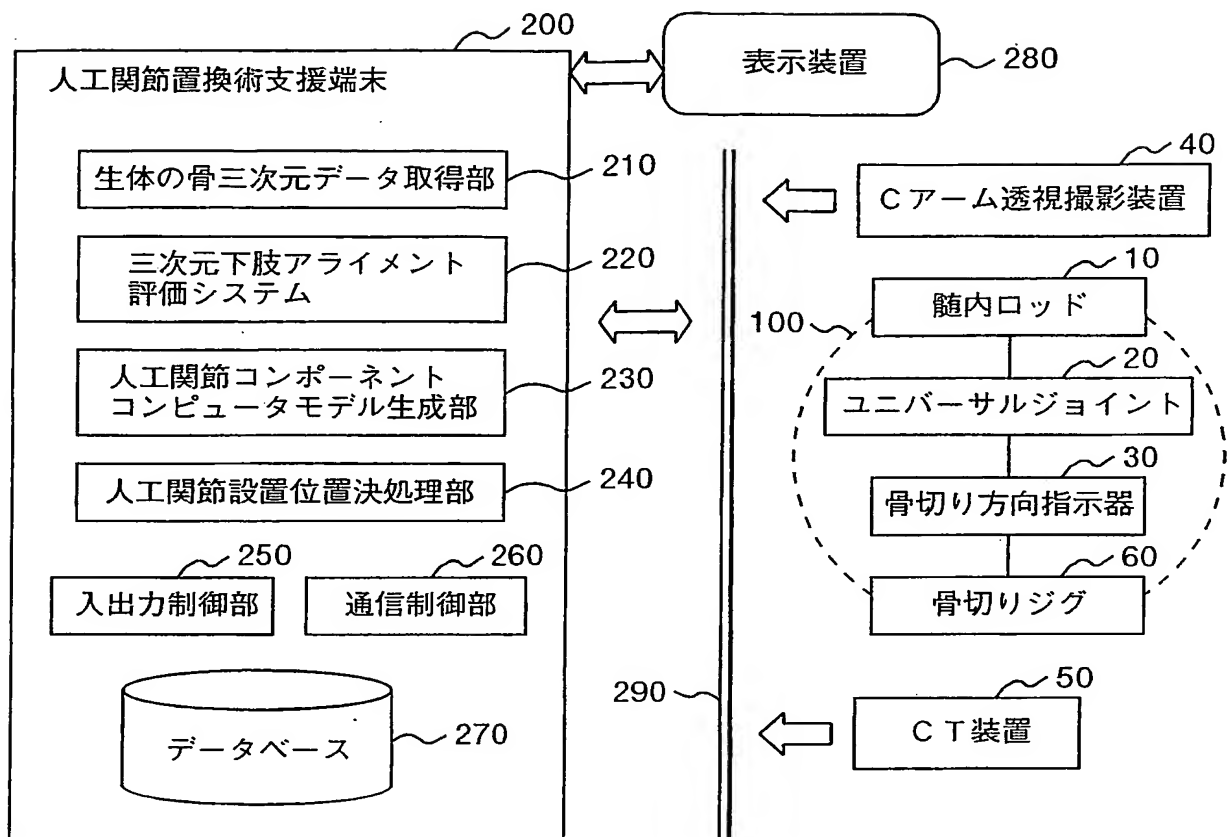 200
人工関節置換術支援端末
表示装置
280
生体の骨三次元データ取得部
210
三次元下肢アライメント
評価システム
220
人工関節コンポーネント
コンピュータモデル生成部
230
人工関節設置位置決処理部
240
250
入出力制御部
260
通信制御部
データベース
270
290
40
Cアーム透視撮影装置
100
10
髄内ロッド
20
ユニバーサルジョイント
30
骨切り方向指示器
60
骨切りジグ
50
CT装置